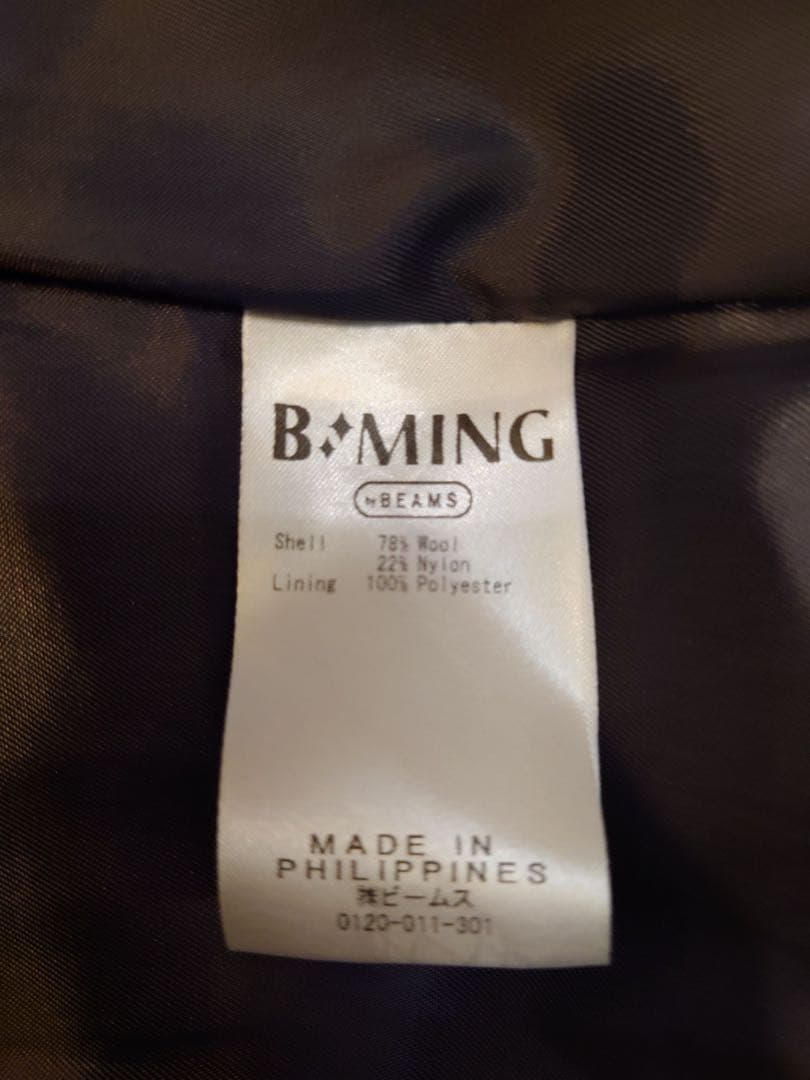 B MING
by BEAMS
Shell 78% Wool
22% Nylon
Lining 100% Polyester
MADE IN
PHILIPPINES
㈱ビームス
0120-011-301